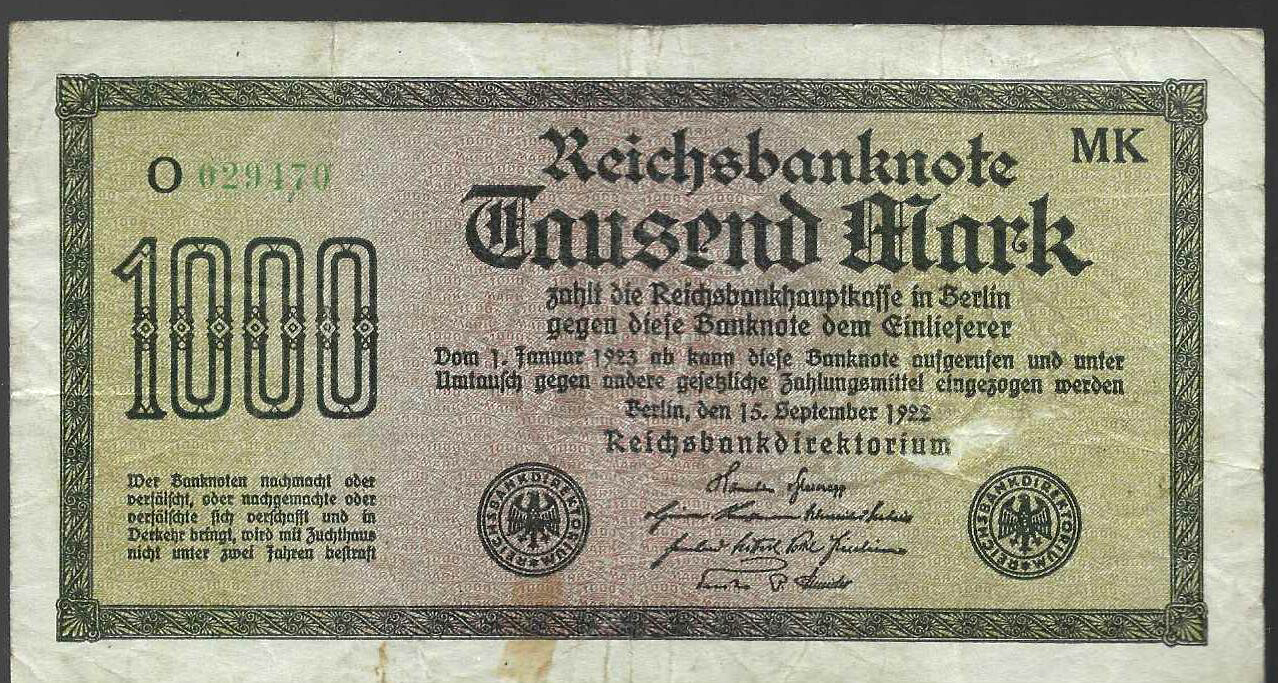 O 029470
MK
Reichsbanknote
Tausend Mark
1000
zahlt die Reichsbankhauptkasse in Berlin
gegen diese Banknote dem Einlieferer
Vom 1. Januar 1923 ab kann diese Banknote aufgerufen und unter
Umtausch gegen andere gesetzliche Zahlungsmittel eingezogen werden
Berlin, den 15. September 1922
Reichsbankdirektorium
Wer Banknoten nachmacht oder
verfälscht, oder nachgemachte oder
verfälschte sich verschafft und in
Verkehr bringt, wird mit Zuchthaus
nicht unter zwei Jahren bestraft
REICHSBANKDIREKTORIUM
REICHSBANKDIREKTORIUM